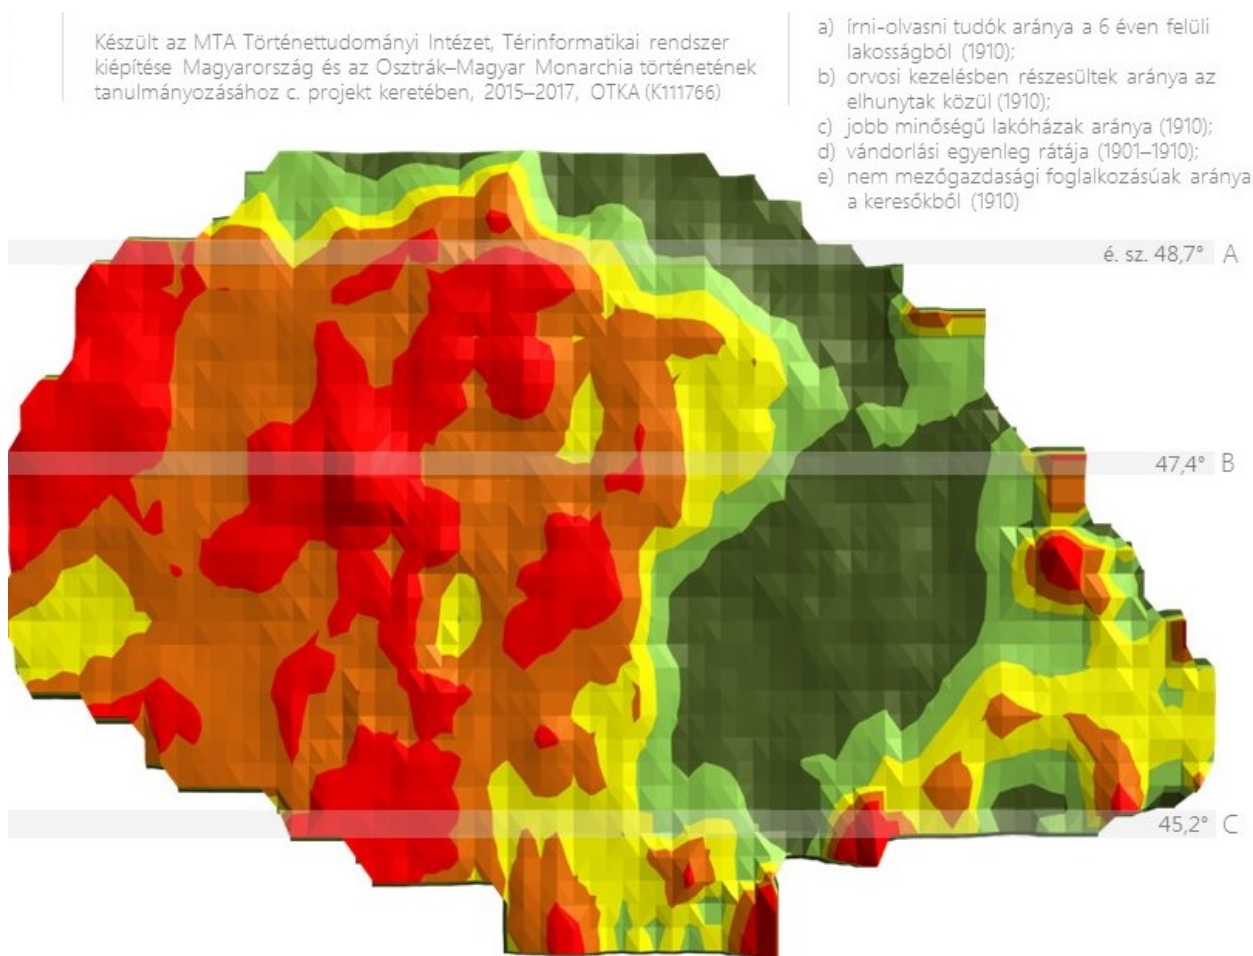 Készült az MTA Történettudományi Intézet, Térinformatikai rendszer
kiépítése Magyarország és az Osztrák–Magyar Monarchia történetének
tanulmányozásához c. projekt keretében, 2015–2017, OTKA (K111766)
a) írni-olvasni tudók aránya a 6 éven felüli
lakosságból (1910);
b) orvosi kezelésben részesültek aránya az
elhunytak közül (1910);
c) jobb minőségű lakóházak aránya (1910);
d) vándorlási egyenleg rátája (1901–1910);
e) nem mezőgazdasági foglalkozásúak aránya
a keresőkből (1910)
é. sz. 48,7° A
47,4° B
45,2° C